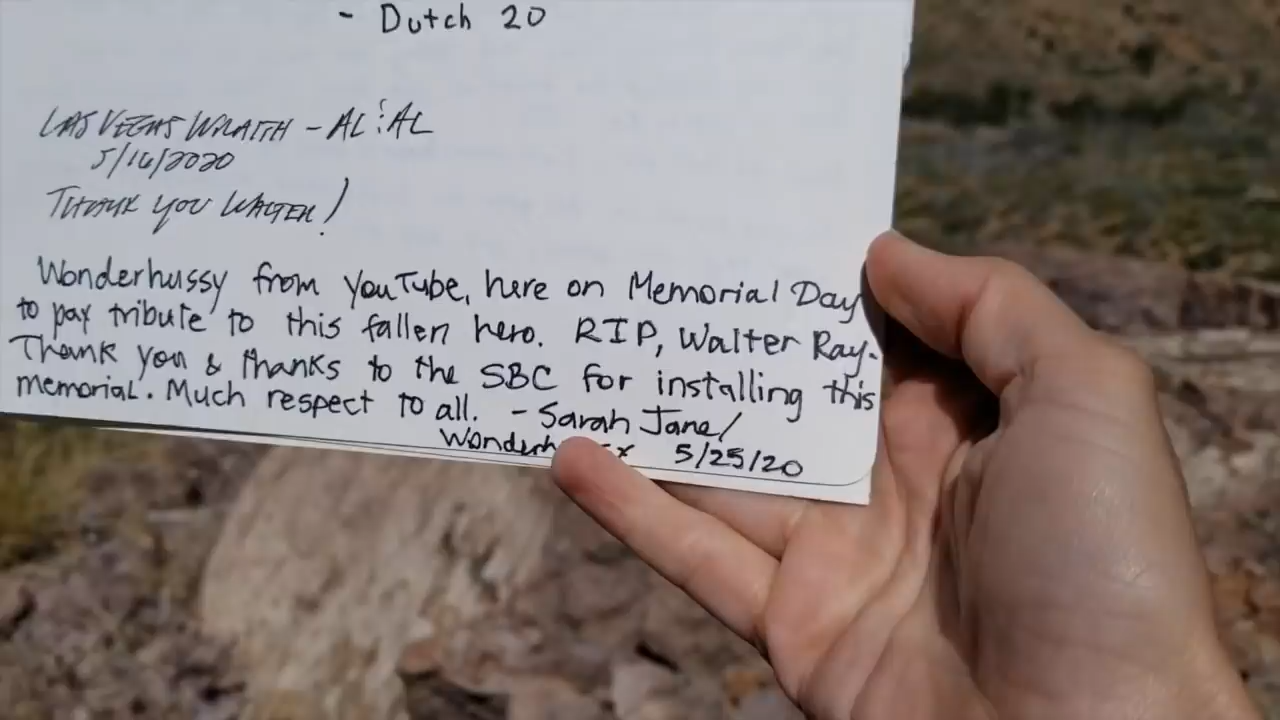 - Dutch 20
LAS VEGAS WRAITH - AL & AL
5/16/2020
THANK YOU WALTER!
Wonderhussy from YouTube, here on Memorial Day
to pay tribute to this fallen hero. RIP, Walter Ray.
Thank you & thanks to the SBC for installing this
memorial. Much respect to all. - Sarah Jane/
5/25/20